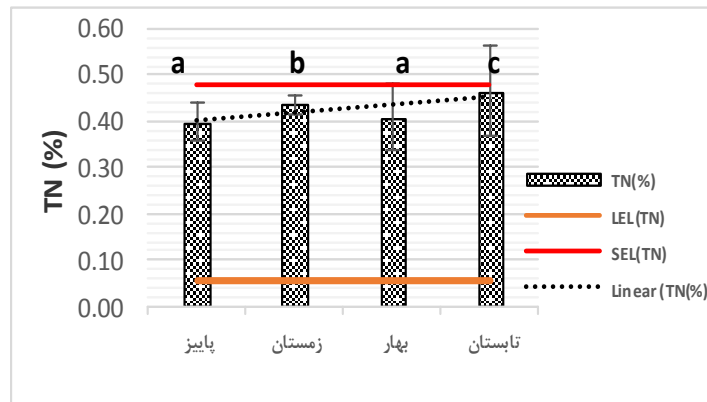 0.60
0.50
0.40
0.30
0.20
0.10
0.00
TN (%)
a b a c
پاییز زمستان بهار تابستان
TN(%)
LEL(TN)
SEL(TN)
Linear (TN(%)